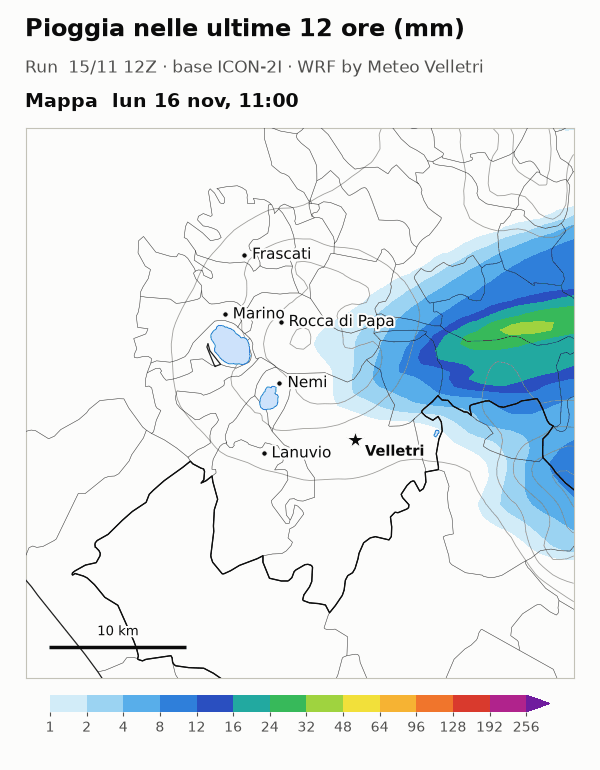 Pioggia nelle ultime 12 ore (mm)
Run  15/11 12Z · base ICON-2I · WRF by Meteo Velletri
Mappa  lun 16 nov, 11:00
Frascati
Marino
Rocca di Papa
Nemi
Velletri
Lanuvio
10 km
1 2 4 8 12 16 24 32 48 64 96 128 192 256